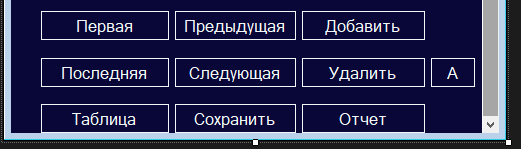 Первая Предыдущая Добавить
Последняя Следующая Удалить А
Таблица Сохранить Отчет